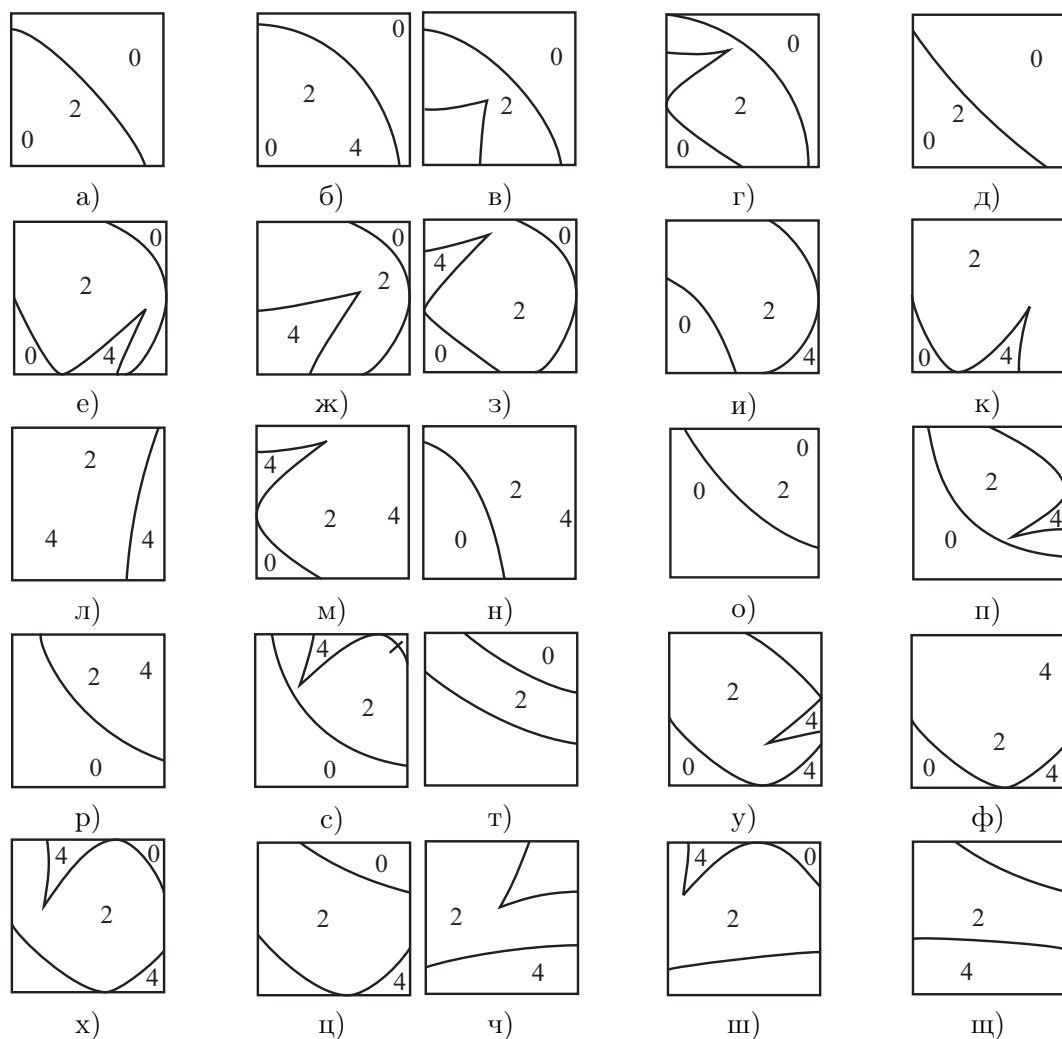 0 0 0 0 0
2 2 2 2 2
0 0 4 0 0
а) б) в) г) д)
0 0 0 2
2 2 4 2 2
0 4 4 0 0 4 0 4
е) ж) з) и) к)
2 4 2 0
4 4 2 4 0 4 0 2 2 4
0 0
л) м) н) о) п)
2 4 4 0 2 4
2 2 4
0 0 0 4 2 0 4
р) с) т) у) ф)
4 0 0 4 0
2 2 2 2 2
4 4 4 4
х) ц) ч) ш) щ)